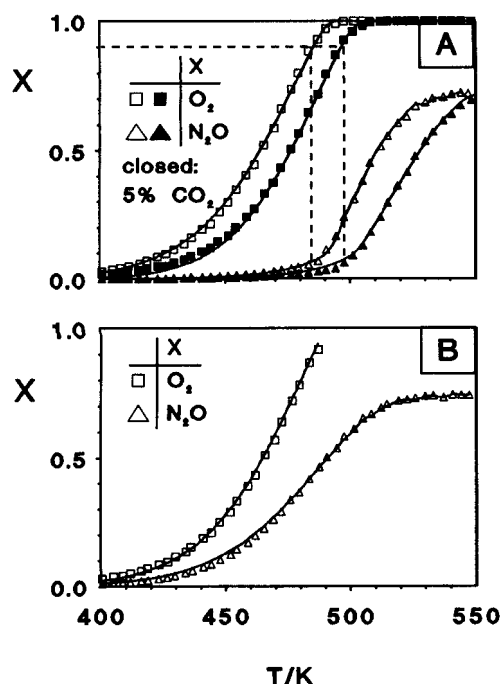 1.0
A
X
X
□ ■ O₂
△ ▲ N₂O
0.5
closed:
5% CO₂
0.0
1.0
B
X
X
□ O₂
△ N₂O
0.5
0.0
400 450 500 550
T/K